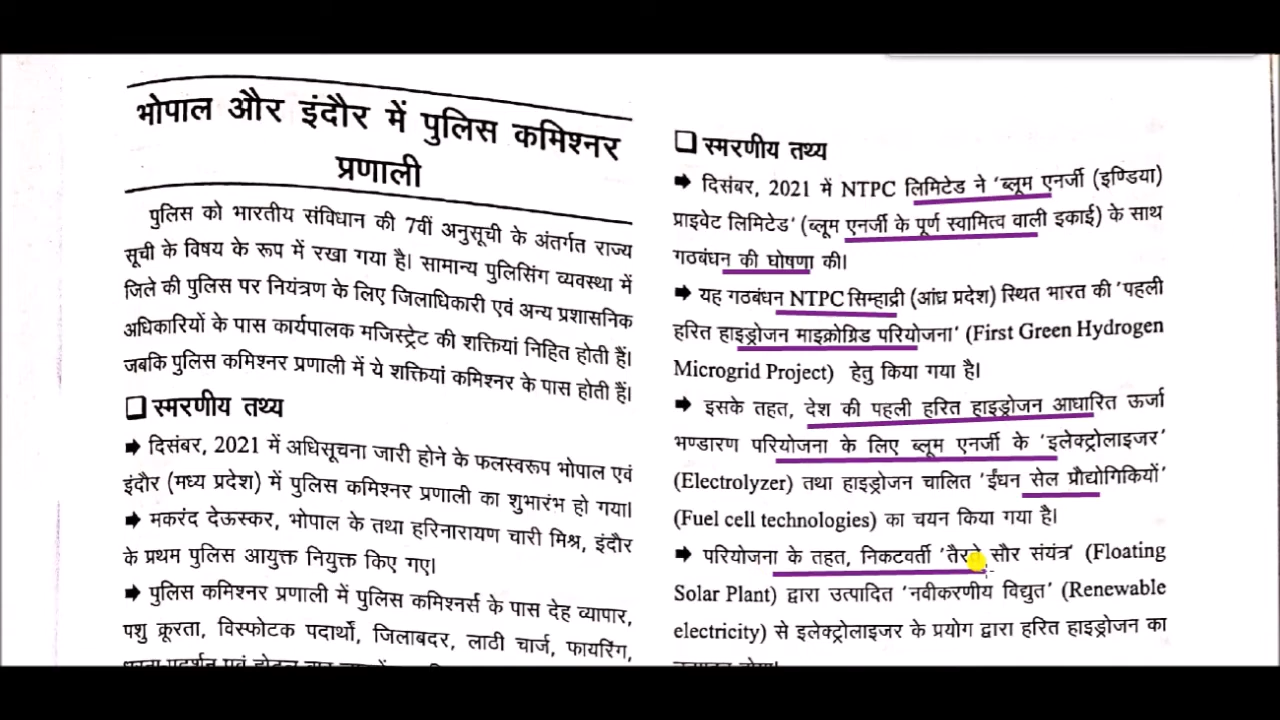 भोपाल और इंदौर में पुलिस कमिश्नर
प्रणाली
पुलिस को भारतीय संविधान की 7वीं अनुसूची के अंतर्गत राज्य
सूची के विषय के रूप में रखा गया है। सामान्य पुलिसिंग व्यवस्था में
जिले की पुलिस पर नियंत्रण के लिए जिलाधिकारी एवं अन्य प्रशासनिक
अधिकारियों के पास कार्यपालक मजिस्ट्रेट की शक्तियां निहित होती हैं।
जबकि पुलिस कमिश्नर प्रणाली में ये शक्तियां कमिश्नर के पास होती हैं।
❑ स्मरणीय तथ्य
➡ दिसंबर, 2021 में अधिसूचना जारी होने के फलस्वरूप भोपाल एवं
इंदौर (मध्य प्रदेश) में पुलिस कमिश्नर प्रणाली का शुभारंभ हो गया।
➡ मकरंद देऊस्कर, भोपाल के तथा हरिनारायण चारी मिश्र, इंदौर
के प्रथम पुलिस आयुक्त नियुक्त किए गए।
➡ पुलिस कमिश्नर प्रणाली में पुलिस कमिश्नर्स के पास देह व्यापार,
पशु क्रूरता, विस्फोटक पदार्थों, जिलाबदर, लाठी चार्ज, फायरिंग,
❑ स्मरणीय तथ्य
➡ दिसंबर, 2021 में NTPC लिमिटेड ने 'ब्लूम एनर्जी (इण्डिया)
प्राइवेट लिमिटेड' (ब्लूम एनर्जी के पूर्ण स्वामित्व वाली इकाई) के साथ
गठबंधन की घोषणा की।
➡ यह गठबंधन NTPC सिम्हाद्री (आंध्र प्रदेश) स्थित भारत की 'पहली
हरित हाइड्रोजन माइक्रोग्रिड परियोजना' (First Green Hydrogen
Microgrid Project) हेतु किया गया है।
➡ इसके तहत, देश की पहली हरित हाइड्रोजन आधारित ऊर्जा
भण्डारण परियोजना के लिए ब्लूम एनर्जी के 'इलेक्ट्रोलाइजर'
(Electrolyzer) तथा हाइड्रोजन चालित 'ईंधन सेल प्रौद्योगिकियों'
(Fuel cell technologies) का चयन किया गया है।
➡ परियोजना के तहत, निकटवर्ती 'तैरते सौर संयंत्र' (Floating
Solar Plant) द्वारा उत्पादित 'नवीकरणीय विद्युत' (Renewable
electricity) से इलेक्ट्रोलाइजर के प्रयोग द्वारा हरित हाइड्रोजन का